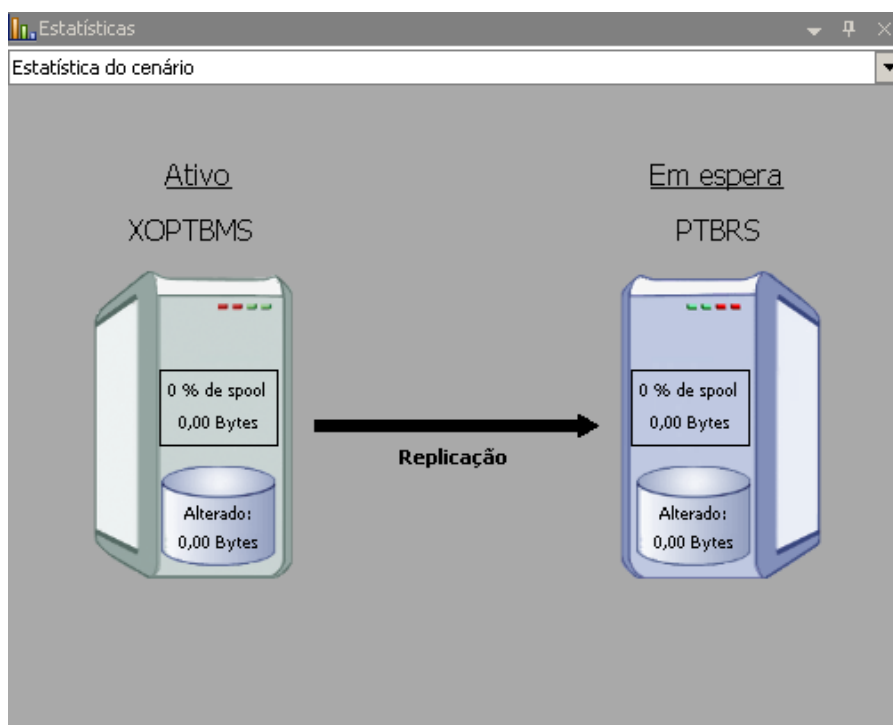 Estatísticas
Estatística do cenário
Ativo
XOPTBMS
Em espera
PTBRS
0 % de spool
0,00 Bytes
Alterado:
0,00 Bytes
Replicação
0 % de spool
0,00 Bytes
Alterado:
0,00 Bytes